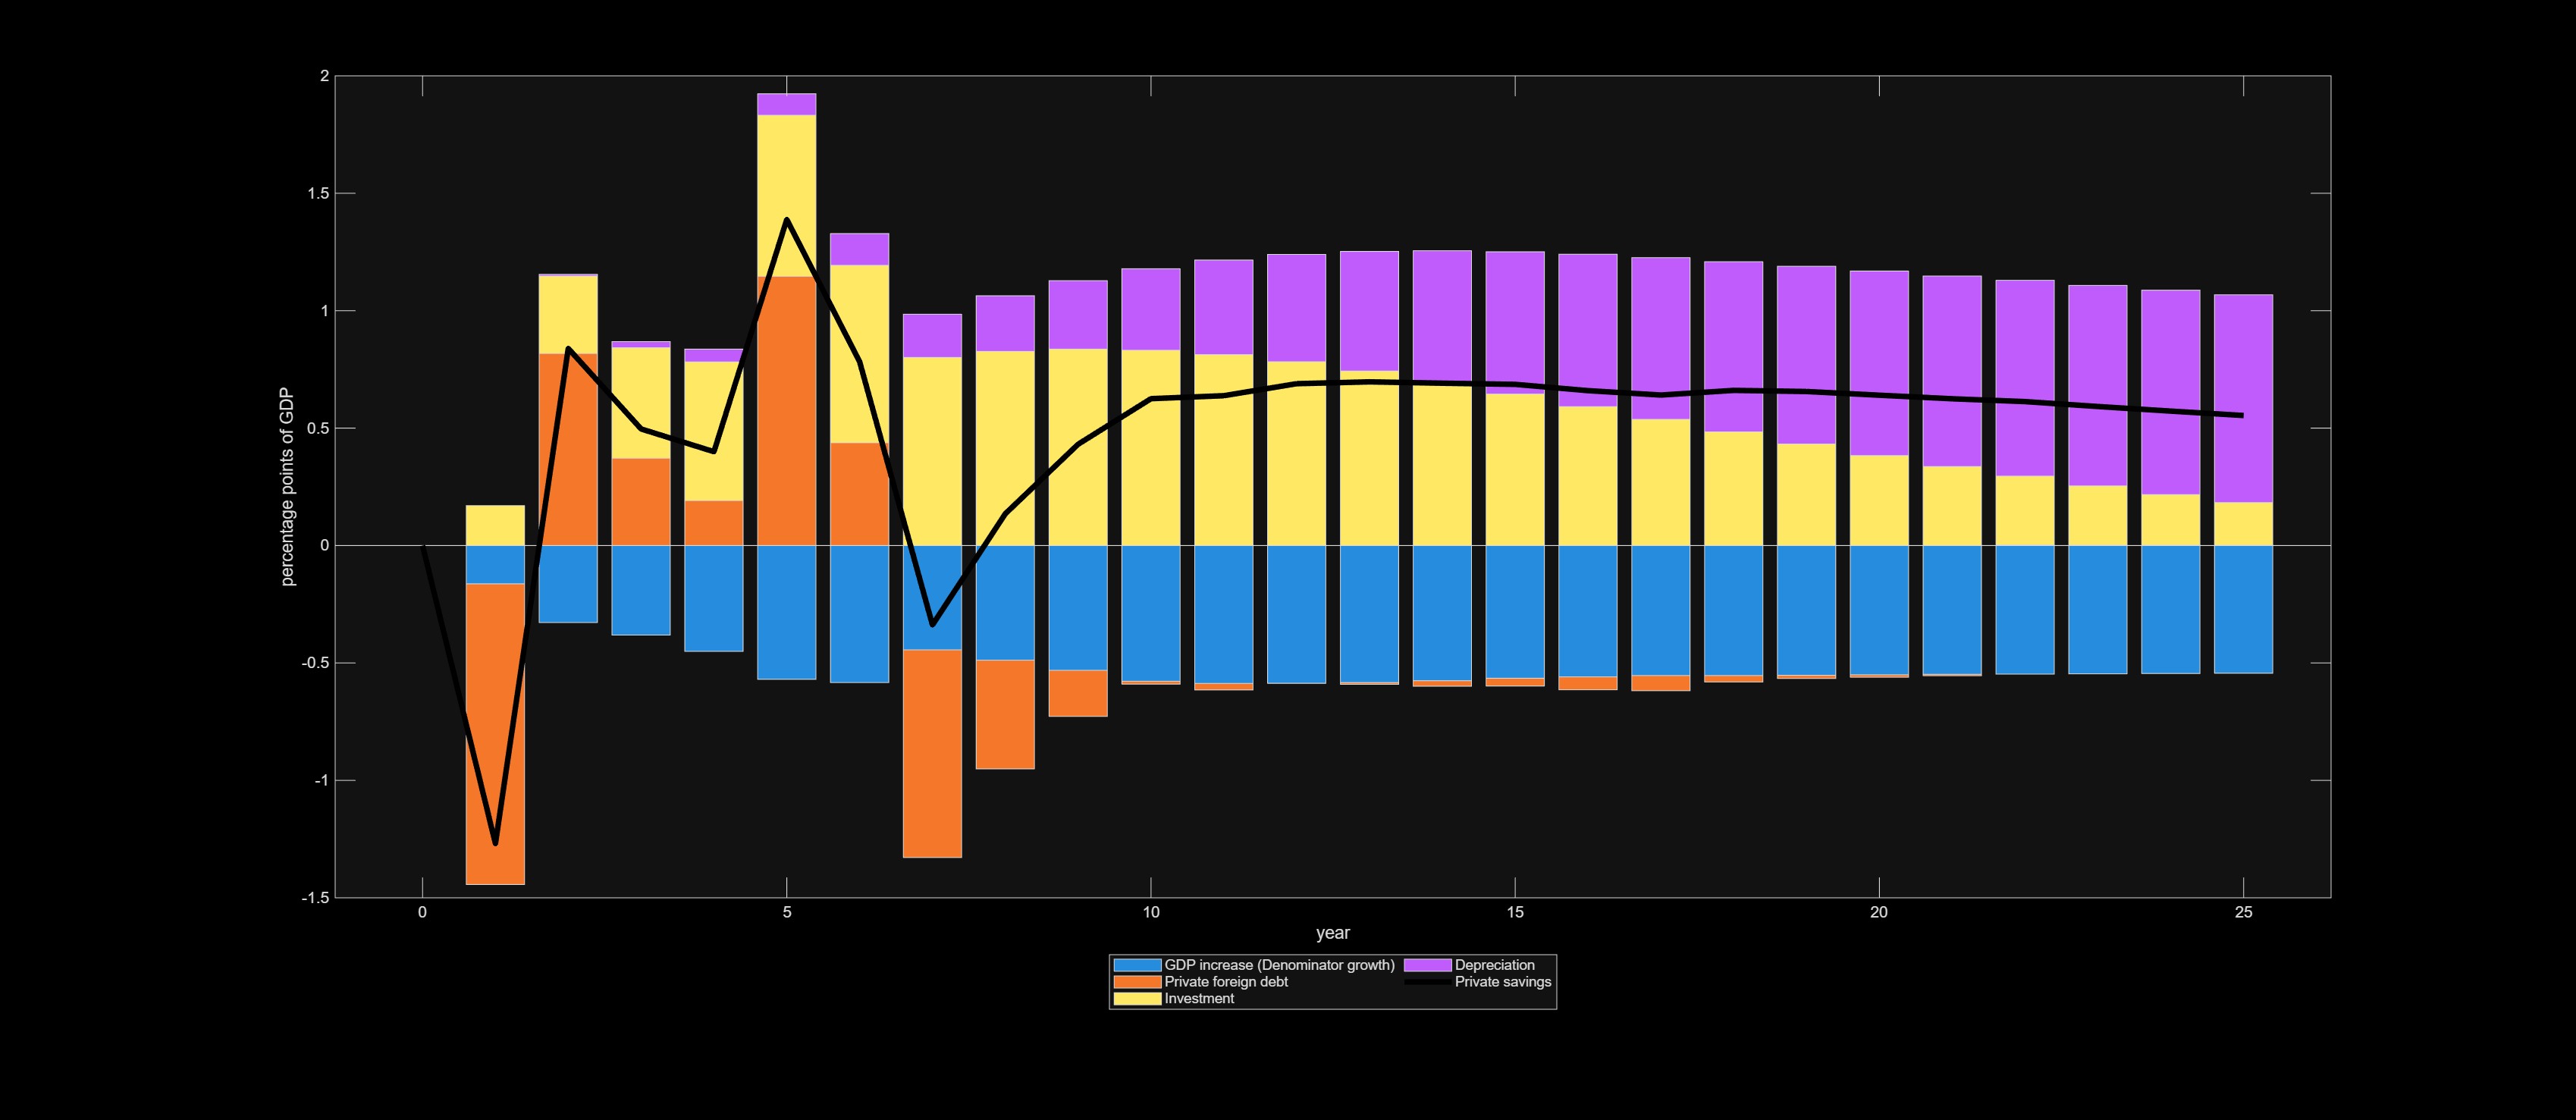 2
1.5
1
0.5
0
-0.5
-1
-1.5
percentage points of GDP
0 5 10 15 20 25
year
GDP increase (Denominator growth) Depreciation
Private foreign debt Private savings
Investment